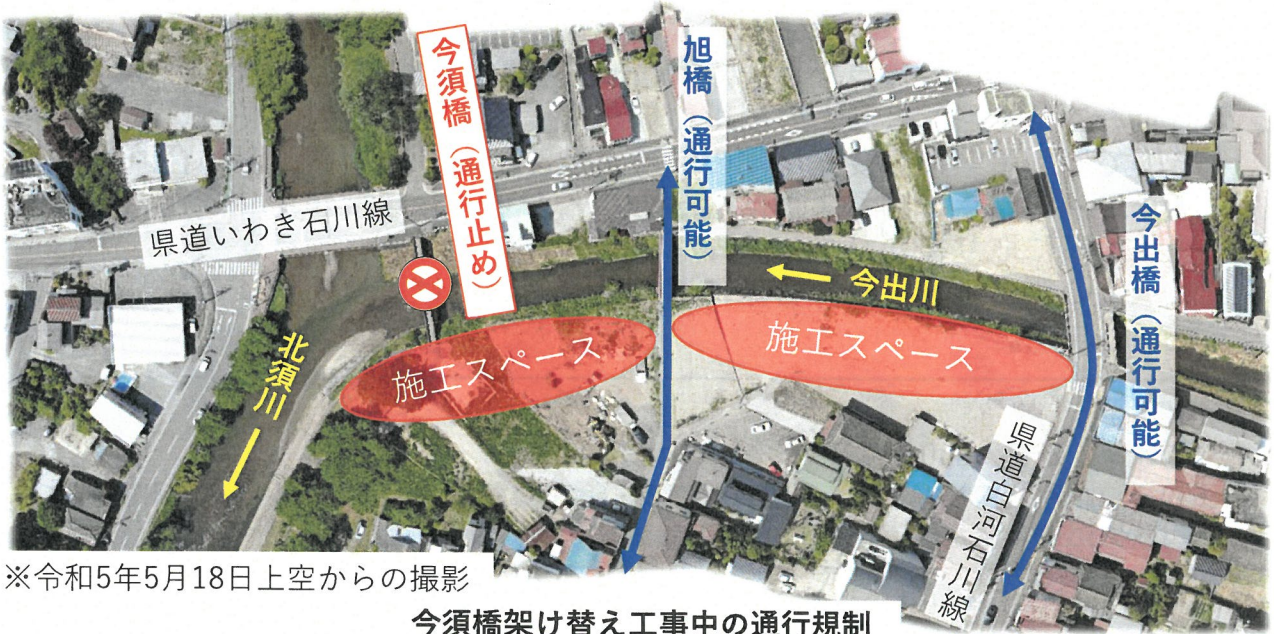 今須橋（通行止め）
旭橋（通行可能）
県道いわき石川線
今出川
今出橋（通行可能）
施工スペース
施工スペース
北須川
県道白河石川線
※令和5年5月18日上空からの撮影
今須橋架け替え工事中の通行規制